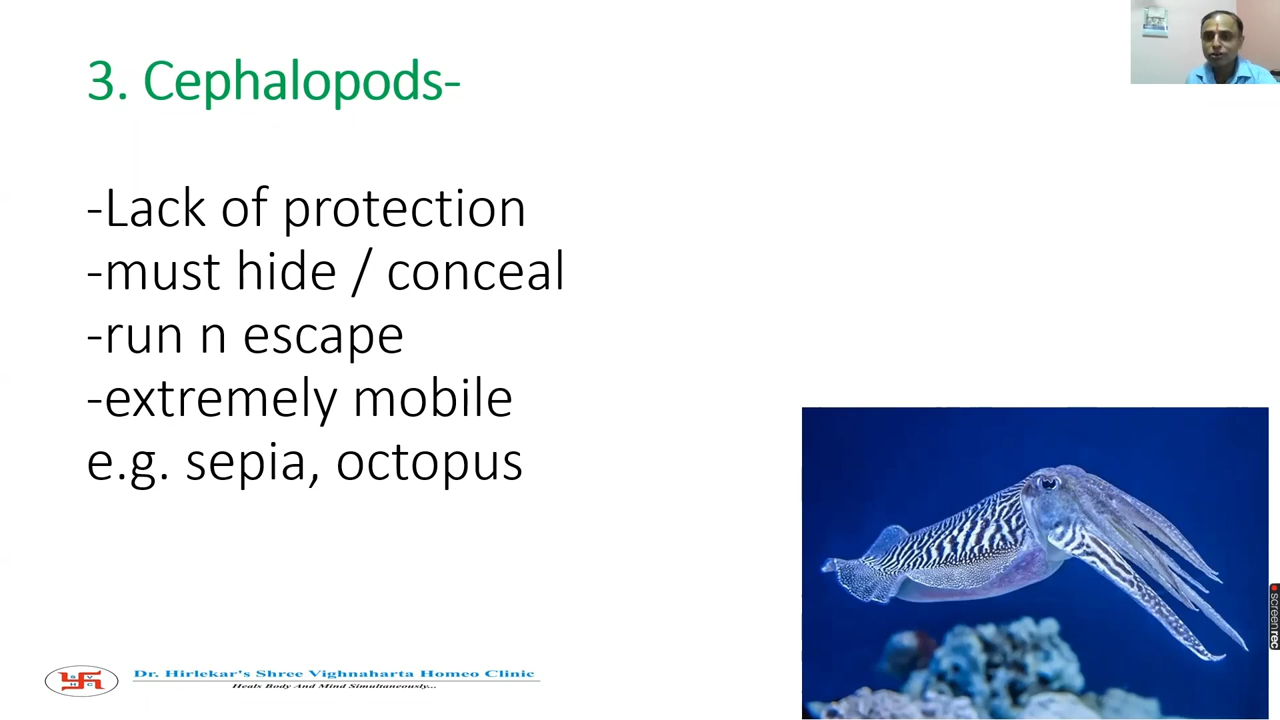 3. Cephalopods-
-Lack of protection
-must hide / conceal
-run n escape
-extremely mobile
e.g. sepia, octopus
Dr. Hirlekar's Shree Vighnaharta Homeo Clinic
Heals Body And Mind Simultaneously...
screenrec